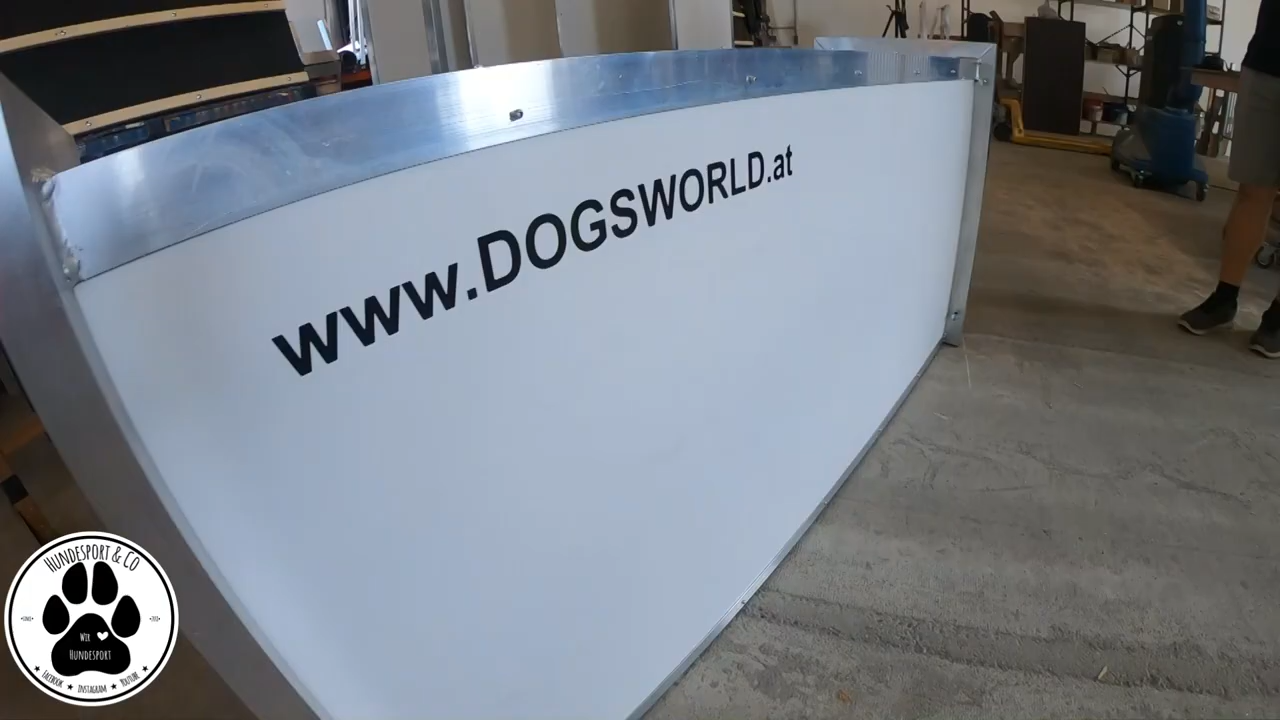 www.DOGSWORLD.at
HUNDESPORT & CO
WIR
HUNDESPORT
★ FACEBOOK ★ INSTAGRAM ★ YOUTUBE ★